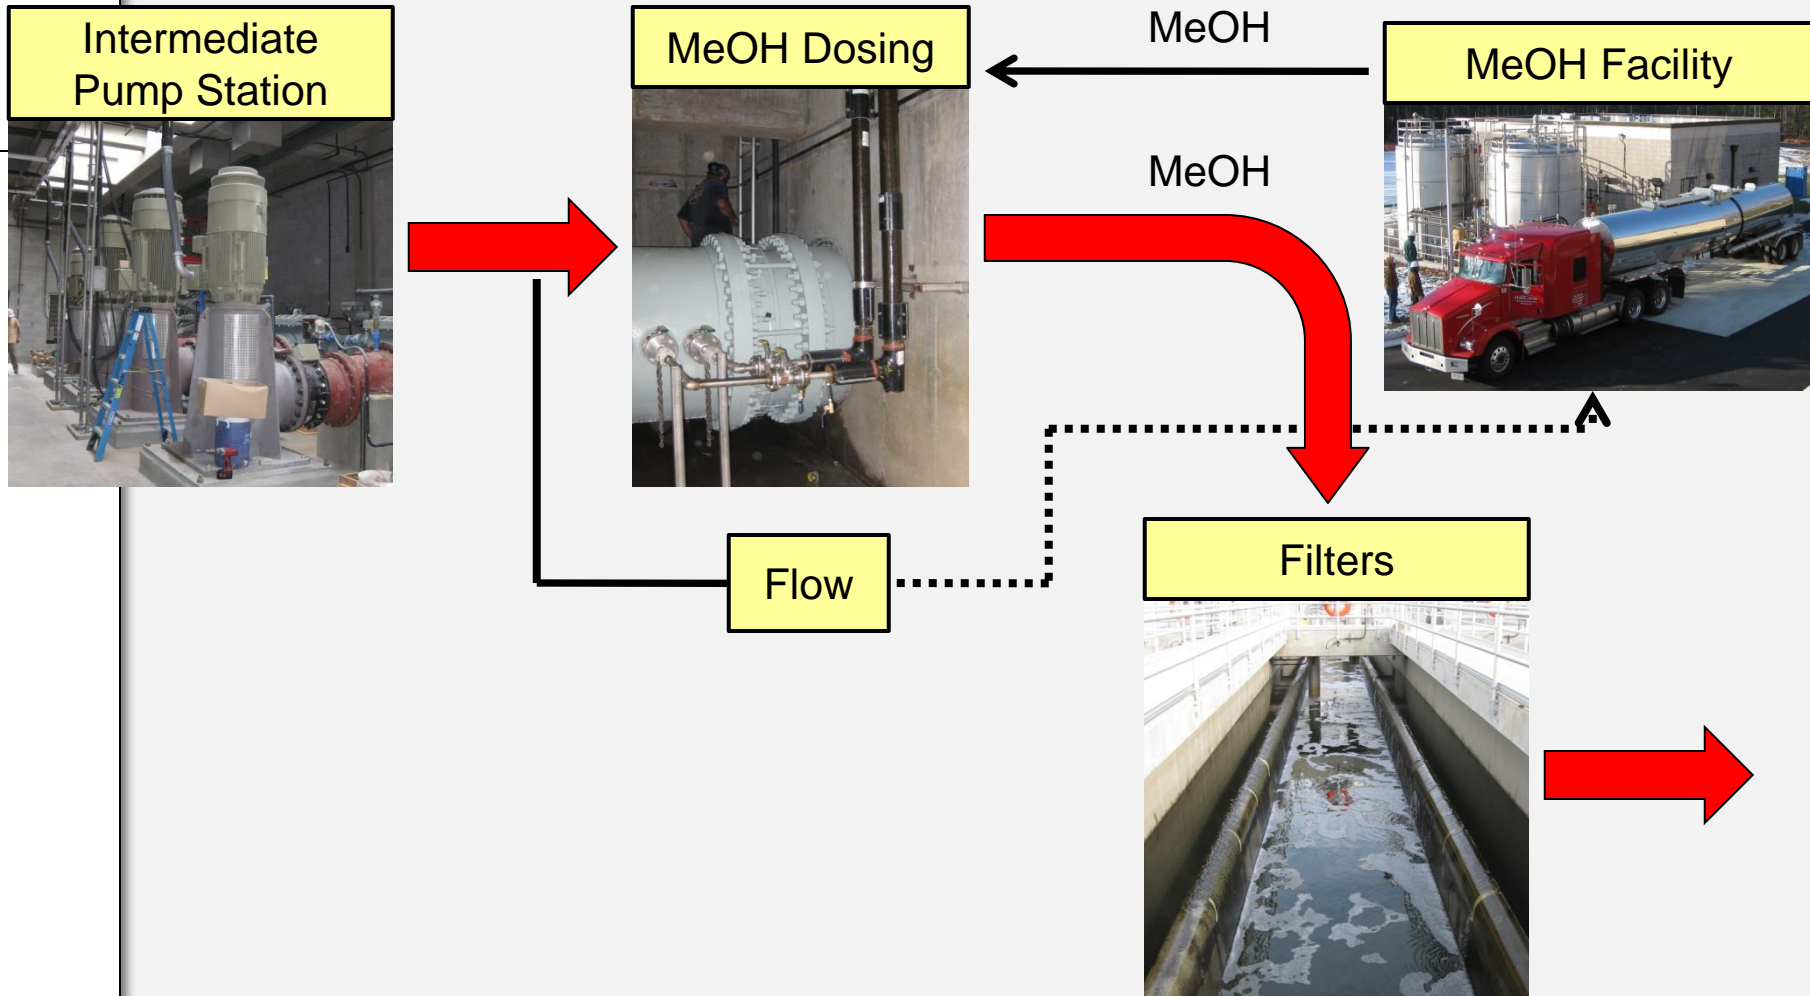 Intermediate
Pump Station
MeOH Dosing
MeOH
MeOH Facility
MeOH
Flow
Filters